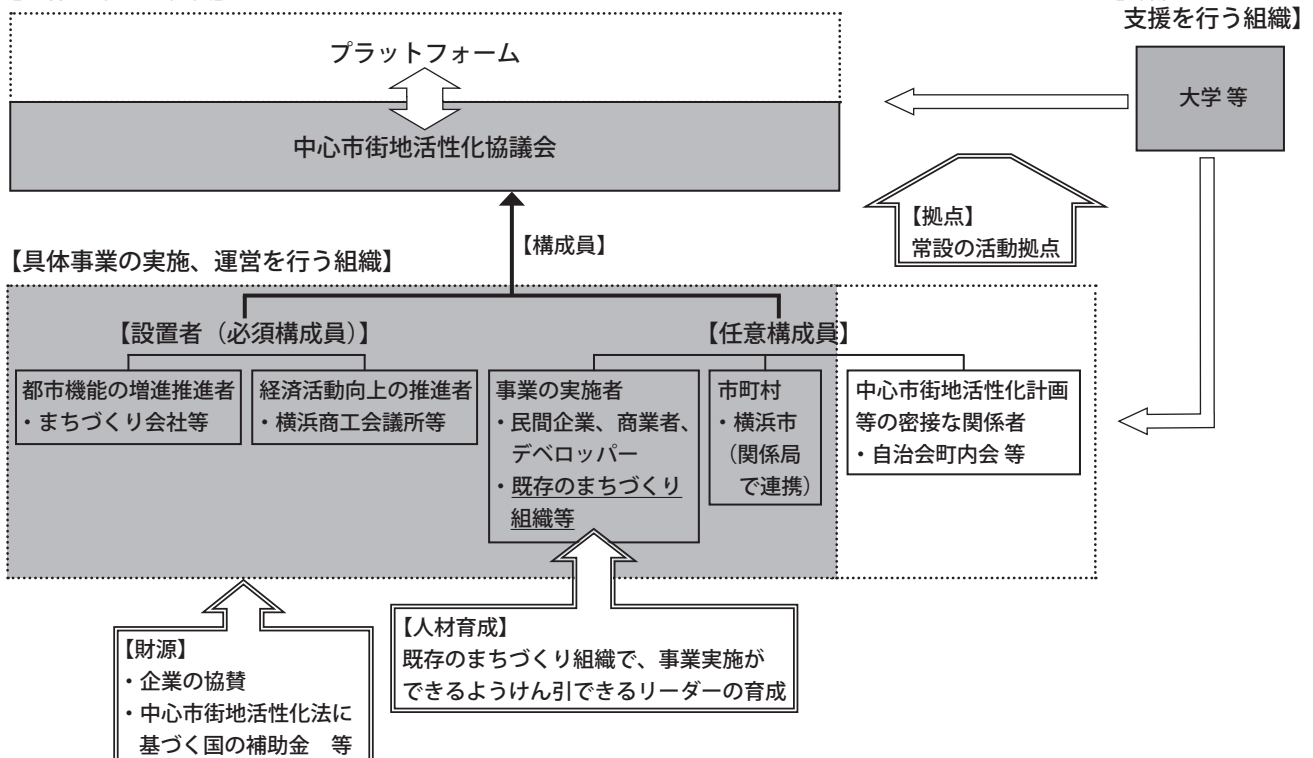 支援を行う組織】
プラットフォーム
大学 等
中心市街地活性化協議会
【拠点】
常設の活動拠点
【構成員】
【具体事業の実施、運営を行う組織】
【設置者（必須構成員）】
【任意構成員】
都市機能の増進推進者
・まちづくり会社等
経済活動向上の推進者
・横浜商工会議所等
事業の実施者
・民間企業、商業者、
デベロッパー
・既存のまちづくり
組織等
市町村
・横浜市
（関係局
で連携）
中心市街地活性化計画
等の密接な関係者
・自治会町内会 等
【財源】
・企業の協賛
・中心市街地活性化法に
基づく国の補助金　等
【人材育成】
既存のまちづくり組織で、事業実施が
できるようけん引できるリーダーの育成